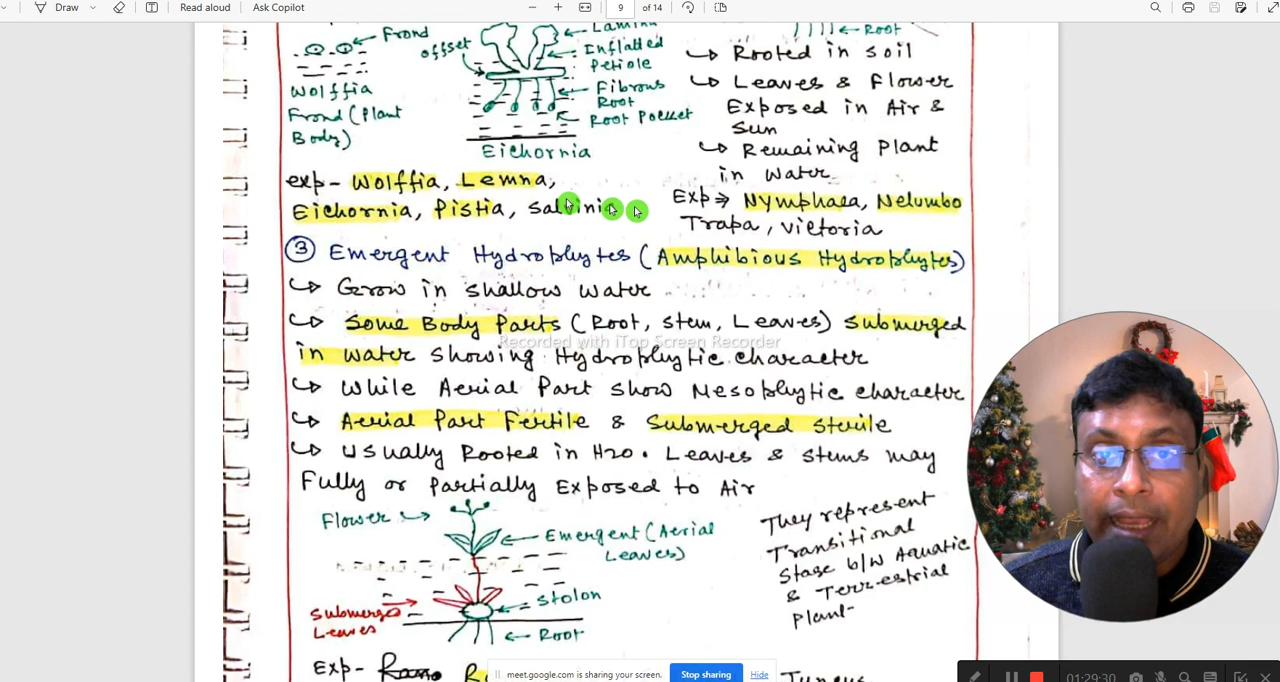 Draw
Read aloud
Ask Copilot
9
of 14
Frond
Wolffia
Frond (Plant
Body)
offset
Lamina
Inflatted
Petiole
Fibrous
Root
Root Pocket
Eichornia
Root
↳ Rooted in soil
↳ Leaves & Flower
Exposed in Air &
Sun
↳ Remaining Plant
in Water
exp- Wolffia, Lemna,
Eichornia, Pistia, Salvinia
Exp⇒ Nymphaea, Nelumbo
Trapa, Victoria
③ Emergent Hydrophytes (Amphibious Hydrophytes)
↳ Grow in shallow water
↳ Some Body Parts (Root, Stem, Leaves) Submerged
Recorded with iTop Screen Recorder
in water showing Hydrophytic character
↳ While Aerial Part show Mesophytic character
↳ Aerial Part Fertile & Submerged Sterile
↳ Usually Rooted in H2O. Leaves & Stems may
Fully or Partially Exposed to Air
Flower
Emergent (Aerial
Leaves)
Submerge
Leaves
Stolon
Root
They represent
Transitional
Stage b/w Aquatic
& Terrestrial
Plant
Exp-
meet.google.com is sharing your screen.
Stop sharing
Hide
01:29:30